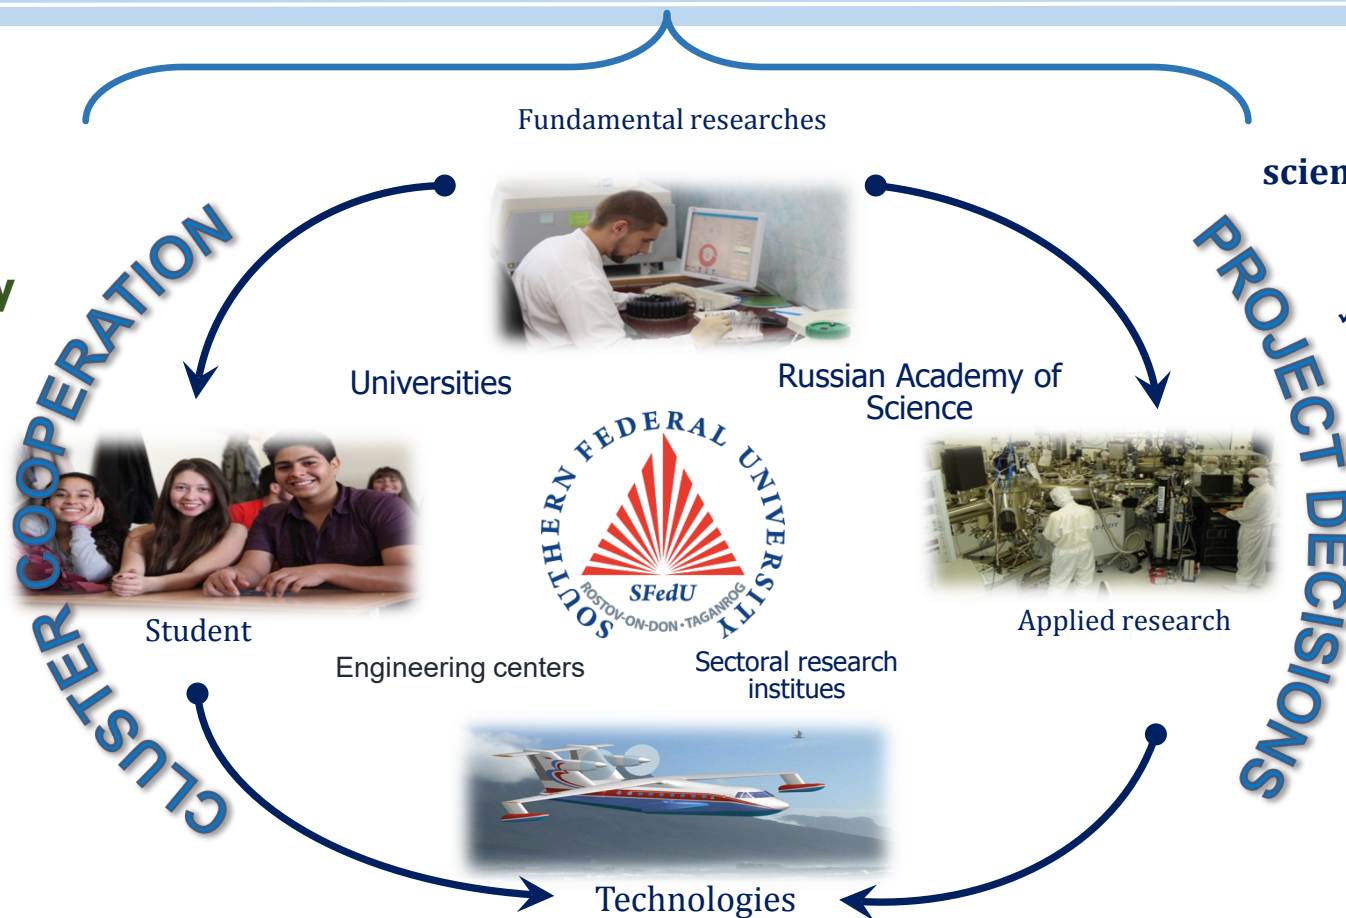 Fundamental researches
scien
y
CLUSTER COOPERATION
PROJECT DECISIONS
Universities
Russian Academy of
Science
SOUTHERN FEDERAL UNIVERSITY
SFedU
ROSTOV-ON-DON • TAGANROG
Student
Applied research
Engineering centers
Sectoral research
institues
Technologies